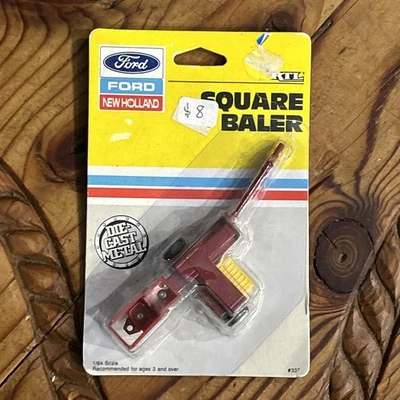 Ford
FORD
NEW HOLLAND
ERTL
$8
SQUARE
BALER
DIE-
CAST
METAL
1/64 Scale
Recommended for ages 3 and over
#337